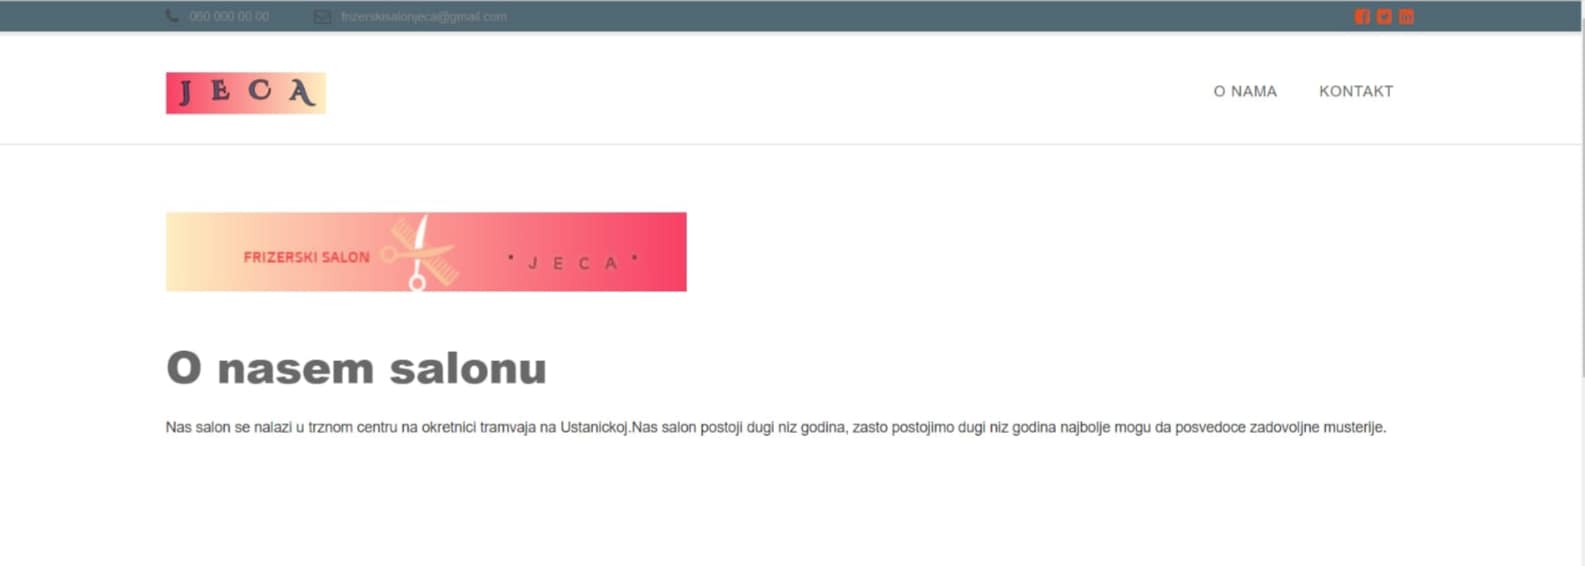 060 000 00 00 frizerskisalonjeca@gmail.com
J E C A
O NAMA KONTAKT
FRIZERSKI SALON " J E C A "
O nasem salonu
Nas salon se nalazi u trznom centru na okretnici tramvaja na Ustanickoj.Nas salon postoji dugi niz godina, zasto postojimo dugi niz godina najbolje mogu da posvedoce zadovoljne musterije.